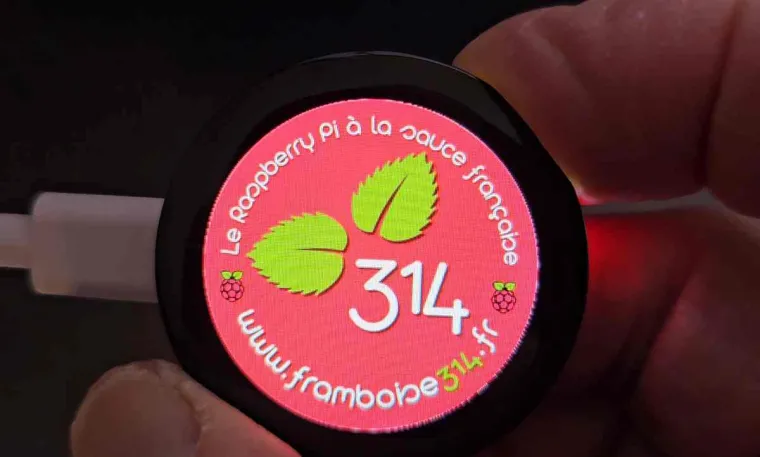 Le Raspberry Pi à la sauce française
314
www.framboise314.fr